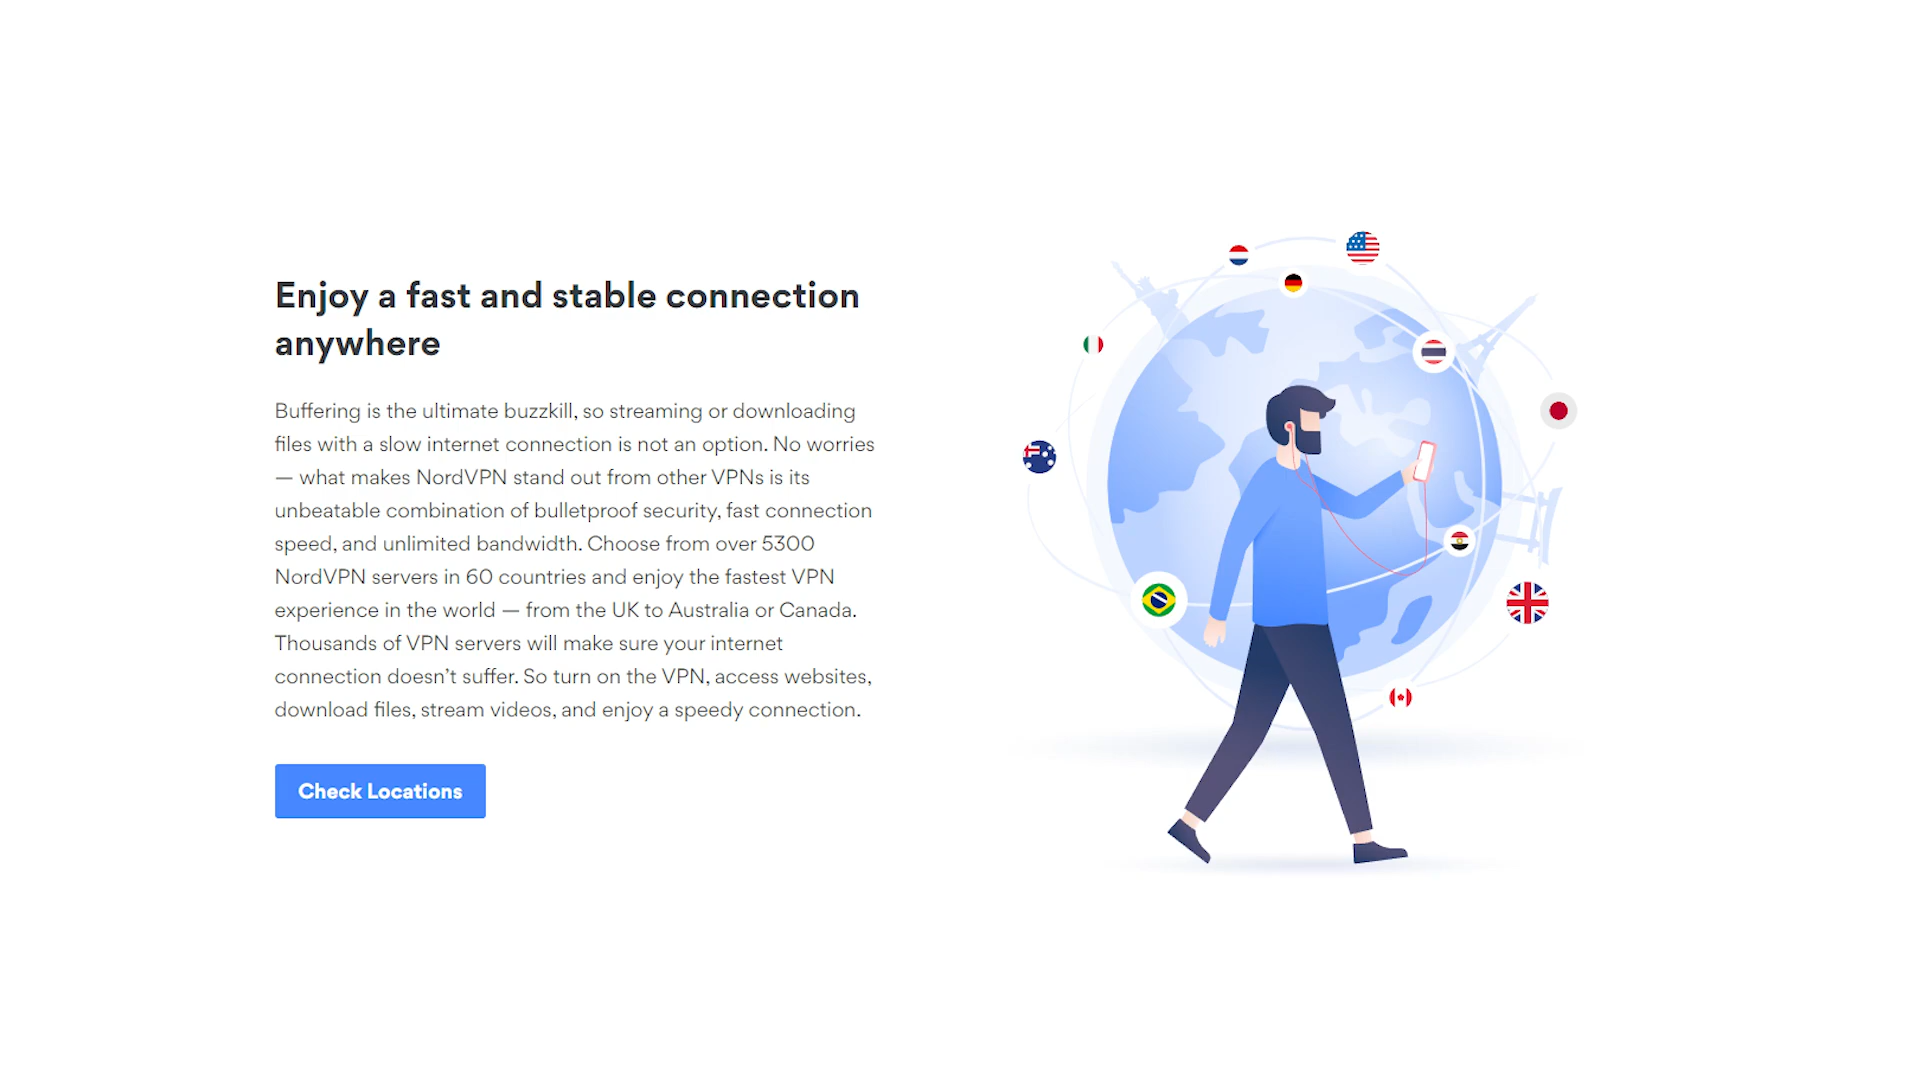 Enjoy a fast and stable connection
anywhere
Buffering is the ultimate buzzkill, so streaming or downloading
files with a slow internet connection is not an option. No worries
— what makes NordVPN stand out from other VPNs is its
unbeatable combination of bulletproof security, fast connection
speed, and unlimited bandwidth. Choose from over 5300
NordVPN servers in 60 countries and enjoy the fastest VPN
experience in the world — from the UK to Australia or Canada.
Thousands of VPN servers will make sure your internet
connection doesn’t suffer. So turn on the VPN, access websites,
download files, stream videos, and enjoy a speedy connection.
Check Locations